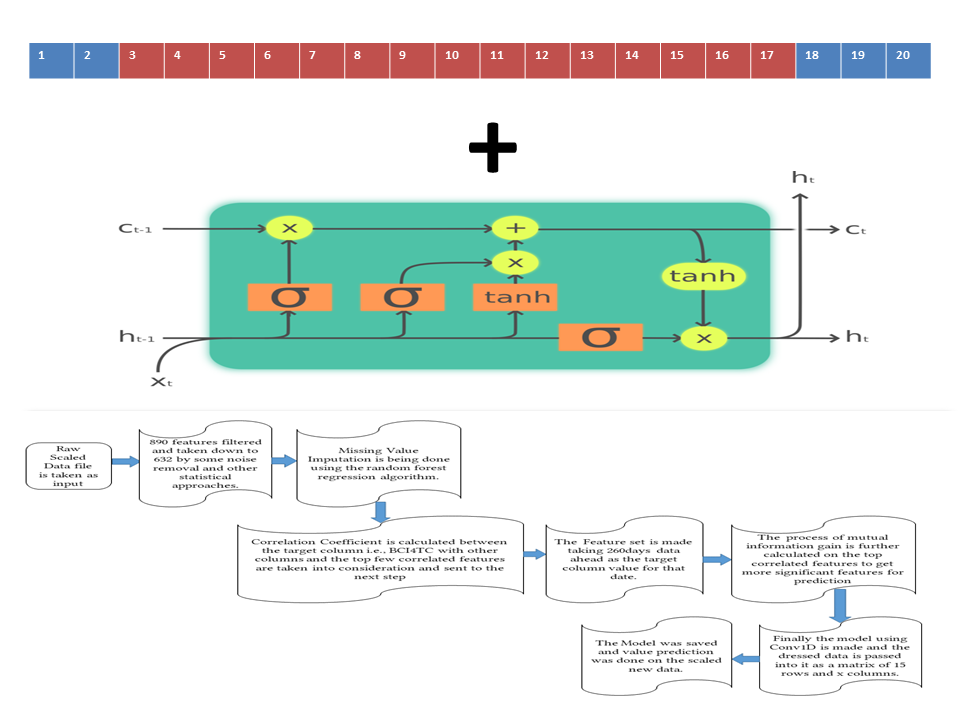 1 2 3 4 5 6 7 8 9 10 11 12 13 14 15 16 17 18 19 20
+
hₜ
Cₜ₋₁ x + Cₜ
x
tanh
σ σ tanh
hₜ₋₁ σ x hₜ
xₜ
Raw
Scaled
Data file
is taken as
input
890 features filtered
and taken down to
632 by some noise
removal and other
statistical
approaches.
Missing Value
Imputation is being done
using the random forest
regression algorithm.
Correlation Coefficient is calculated between
the target column i.e., BCI4TC with other
columns and the top few correlated features
are taken into consideration and sent to the
next step
The Feature set is made
taking 260days data
ahead as the target
column value for that
date.
The process of mutual
information gain is further
calculated on the top
correlated features to get
more significant features for
prediction
Finally the model using
Conv1D is made and the
dressed data is passed
into it as a matrix of 15
rows and x columns.
The Model was saved
and value prediction
was done on the scaled
new data.